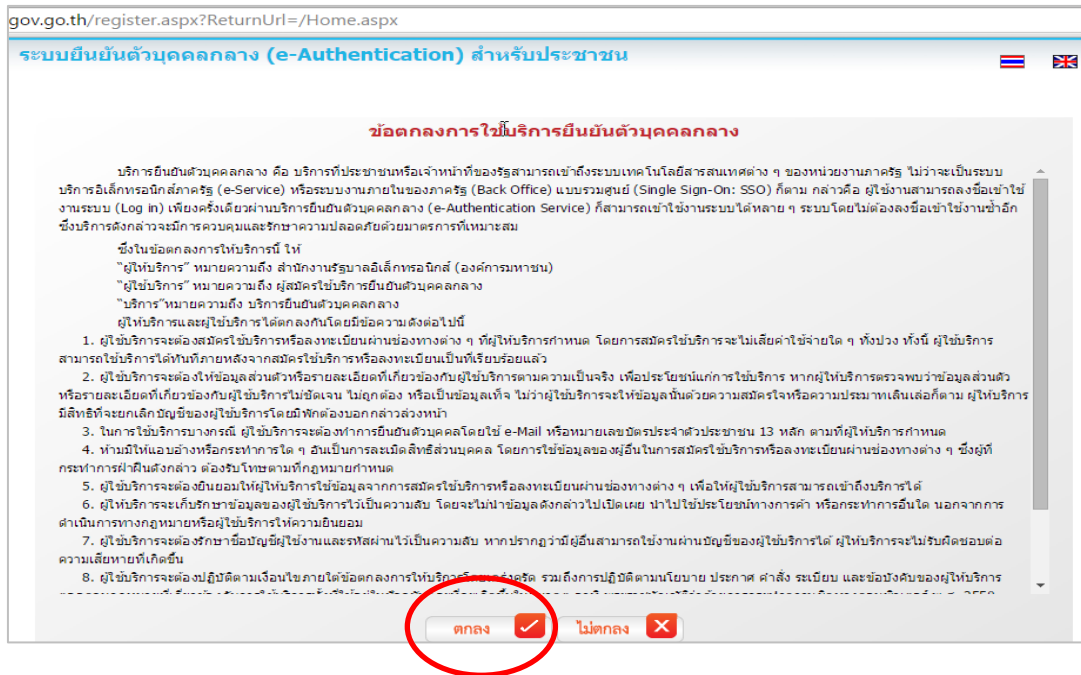 gov.go.th/register.aspx?ReturnUrl=/Home.aspx
ระบบยืนยันตัวบุคคลกลาง (e-Authentication) สำหรับประชาชน
ข้อตกลงการใช้บริการยืนยันตัวบุคคลกลาง
บริการยืนยันตัวบุคคลกลาง คือ บริการที่ประชาชนหรือเจ้าหน้าที่ของรัฐสามารถเข้าถึงระบบเทคโนโลยีสารสนเทศต่าง ๆ ของหน่วยงานภาครัฐ ไม่ว่าจะเป็นระบบ
บริการอิเล็กทรอนิกส์ภาครัฐ (e-Service) หรือระบบงานภายในของภาครัฐ (Back Office) แบบรวมศูนย์ (Single Sign-On: SSO) ก็ตาม กล่าวคือ ผู้ใช้งานสามารถลงชื่อเข้าใช้
งานระบบ (Log in) เพียงครั้งเดียวผ่านบริการยืนยันตัวบุคคลกลาง (e-Authentication Service) ก็สามารถเข้าใช้งานระบบได้หลาย ๆ ระบบโดยไม่ต้องลงชื่อเข้าใช้งานซ้ำอีก
ซึ่งบริการดังกล่าวจะมีการควบคุมและรักษาความปลอดภัยด้วยมาตรการที่เหมาะสม
ซึ่งในข้อตกลงการให้บริการนี้ ให้
"ผู้ให้บริการ" หมายความถึง สำนักงานรัฐบาลอิเล็กทรอนิกส์ (องค์การมหาชน)
"ผู้ใช้บริการ" หมายความถึง ผู้สมัครใช้บริการยืนยันตัวบุคคลกลาง
"บริการ"หมายความถึง บริการยืนยันตัวบุคคลกลาง
ผู้ให้บริการและผู้ใช้บริการได้ตกลงกันโดยมีข้อความดังต่อไปนี้
1. ผู้ใช้บริการจะต้องสมัครใช้บริการหรือลงทะเบียนผ่านช่องทางต่าง ๆ ที่ผู้ให้บริการกำหนด โดยการสมัครใช้บริการจะไม่เสียค่าใช้จ่ายใด ๆ ทั้งปวง ทั้งนี้ ผู้ใช้บริการ
สามารถใช้บริการได้ทันทีภายหลังจากสมัครใช้บริการหรือลงทะเบียนเป็นที่เรียบร้อยแล้ว
2. ผู้ใช้บริการจะต้องให้ข้อมูลส่วนตัวหรือรายละเอียดที่เกี่ยวข้องกับผู้ใช้บริการตามความเป็นจริง เพื่อประโยชน์แก่การใช้บริการ หากผู้ให้บริการตรวจพบว่าข้อมูลส่วนตัว
หรือรายละเอียดที่เกี่ยวข้องกับผู้ใช้บริการไม่ชัดเจน ไม่ถูกต้อง หรือเป็นข้อมูลเท็จ ไม่ว่าผู้ใช้บริการจะให้ข้อมูลนั้นด้วยความสมัครใจหรือความประมาทเลินเล่อก็ตาม ผู้ให้บริการ
มีสิทธิที่จะยกเลิกบัญชีของผู้ใช้บริการโดยมิพักต้องบอกกล่าวล่วงหน้า
3. ในการใช้บริการบางกรณี ผู้ใช้บริการจะต้องทำการยืนยันตัวบุคคลโดยใช้ e-Mail หรือหมายเลขบัตรประจำตัวประชาชน 13 หลัก ตามที่ผู้ให้บริการกำหนด
4. ห้ามมิให้แอบอ้างหรือกระทำการใด ๆ อันเป็นการละเมิดสิทธิส่วนบุคคล โดยการใช้ข้อมูลของผู้อื่นในการสมัครใช้บริการหรือลงทะเบียนผ่านช่องทางต่าง ๆ ซึ่งผู้ที่
กระทำการฝ่าฝืนดังกล่าว ต้องรับโทษตามที่กฎหมายกำหนด
5. ผู้ใช้บริการจะต้องยินยอมให้ผู้ให้บริการใช้ข้อมูลจากการสมัครใช้บริการหรือลงทะเบียนผ่านช่องทางต่าง ๆ เพื่อให้ผู้ใช้บริการสามารถเข้าถึงบริการได้
6. ผู้ให้บริการจะเก็บรักษาข้อมูลของผู้ใช้บริการไว้เป็นความลับ โดยจะไม่นำข้อมูลดังกล่าวไปเปิดเผย นำไปใช้ประโยชน์ทางการค้า หรือกระทำการอื่นใด นอกจากการ
ดำเนินการทางกฎหมายหรือผู้ใช้บริการให้ความยินยอม
7. ผู้ใช้บริการจะต้องรักษาชื่อบัญชีผู้ใช้งานและรหัสผ่านไว้เป็นความลับ หากปรากฏว่ามีผู้อื่นสามารถใช้งานผ่านบัญชีของผู้ใช้บริการได้ ผู้ให้บริการจะไม่รับผิดชอบต่อ
ความเสียหายที่เกิดขึ้น
8. ผู้ใช้บริการจะต้องปฏิบัติตามเงื่อนไขภายใต้ข้อตกลงการให้บริการโดยเคร่งครัด รวมถึงการปฏิบัติตามนโยบาย ประกาศ คำสั่ง ระเบียบ และข้อบังคับของผู้ให้บริการ
ตกลง
ไม่ตกลง